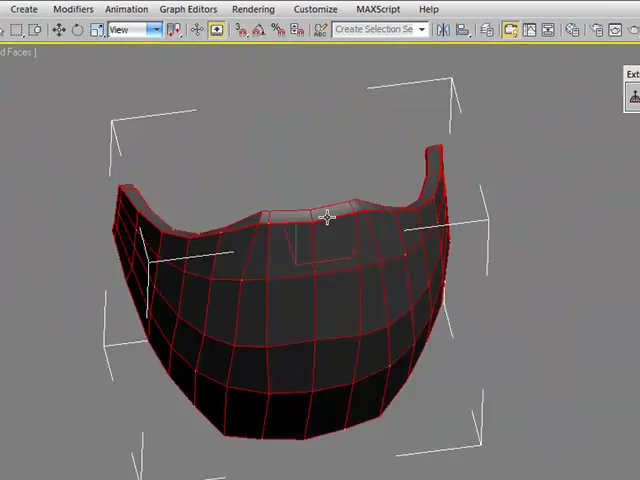 Create Modifiers Animation Graph Editors Rendering Customize MAXScript Help
View Create Selection Se
d Faces ]
Ext